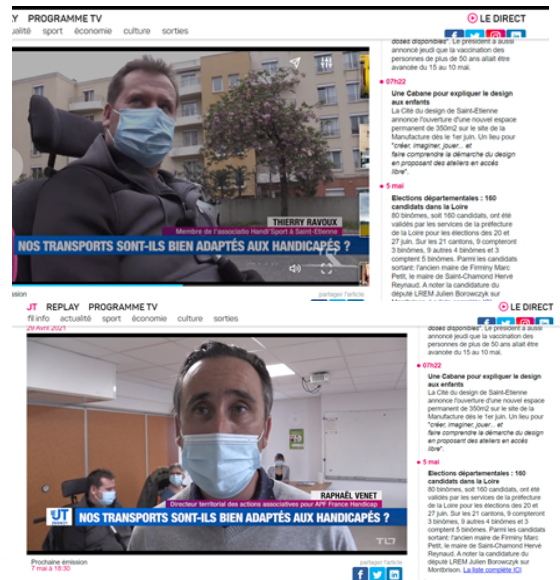 Y PROGRAMME TV
LE DIRECT
ualité sport économie culture sorties
doses disponibles". Le président a aussi
annoncé jeudi que la vaccination des
personnes de plus de 50 ans allait être
avancée du 15 au 10 mai.
07h22
Une Cabane pour expliquer le design
aux enfants
La Cité du design de Saint-Etienne
annonce l'ouverture d'une nouvel espace
permanent de 350m2 sur le site de la
Manufacture dès le 1er juin. Un lieu pour
"créer, imaginer, jouer... et
faire comprendre la démarche du design
en proposant des ateliers en accès
libre".
5 mai
Elections départementales : 160
candidats dans la Loire
80 binômes, soit 160 candidats, ont été
validés par les services de la préfecture
de la Loire pour les élections des 20 et
27 juin. Sur les 21 cantons, 9 compteront
3 binômes, 9 autres 4 binômes et 3
comptent 5 binômes. Parmi les candidats
sortant: l'ancien maire de Firminy Marc
Petit, le maire de Saint-Chamond Hervé
Reynaud. A noter la candidature du
député LREM Julien Borowczyk sur
THIERRY RAVOUX
Membre de l'associatio Handi'Sport à Saint-Etienne
NOS TRANSPORTS SONT-ILS BIEN ADAPTÉS AUX HANDICAPÉS ?
ssion
partager l'article
JT REPLAY PROGRAMME TV
LE DIRECT
fil info actualité sport économie culture sorties
29 Avril 2021
doses disponibles". Le président a aussi
annoncé jeudi que la vaccination des
personnes de plus de 50 ans allait être
avancée du 15 au 10 mai.
07h22
Une Cabane pour expliquer le design
aux enfants
La Cité du design de Saint-Etienne
annonce l'ouverture d'une nouvel espace
permanent de 350m2 sur le site de la
Manufacture dès le 1er juin. Un lieu pour
"créer, imaginer, jouer... et
faire comprendre la démarche du design
en proposant des ateliers en accès
libre".
5 mai
Elections départementales : 160
candidats dans la Loire
80 binômes, soit 160 candidats, ont été
validés par les services de la préfecture
de la Loire pour les élections des 20 et
27 juin. Sur les 21 cantons, 9 compteront
3 binômes, 9 autres 4 binômes et 3
comptent 5 binômes. Parmi les candidats
sortant: l'ancien maire de Firminy Marc
Petit, le maire de Saint-Chamond Hervé
Reynaud. A noter la candidature du
député LREM Julien Borowczyk sur
Montbrison. La liste complète ICI
RAPHAËL VENET
Directeur territorial des actions associatives pour APF France Handicap
JT
NOS TRANSPORTS SONT-ILS BIEN ADAPTÉS AUX HANDICAPÉS ?
TL7
Prochaine émission
7 mai à 18:30
partager l'article